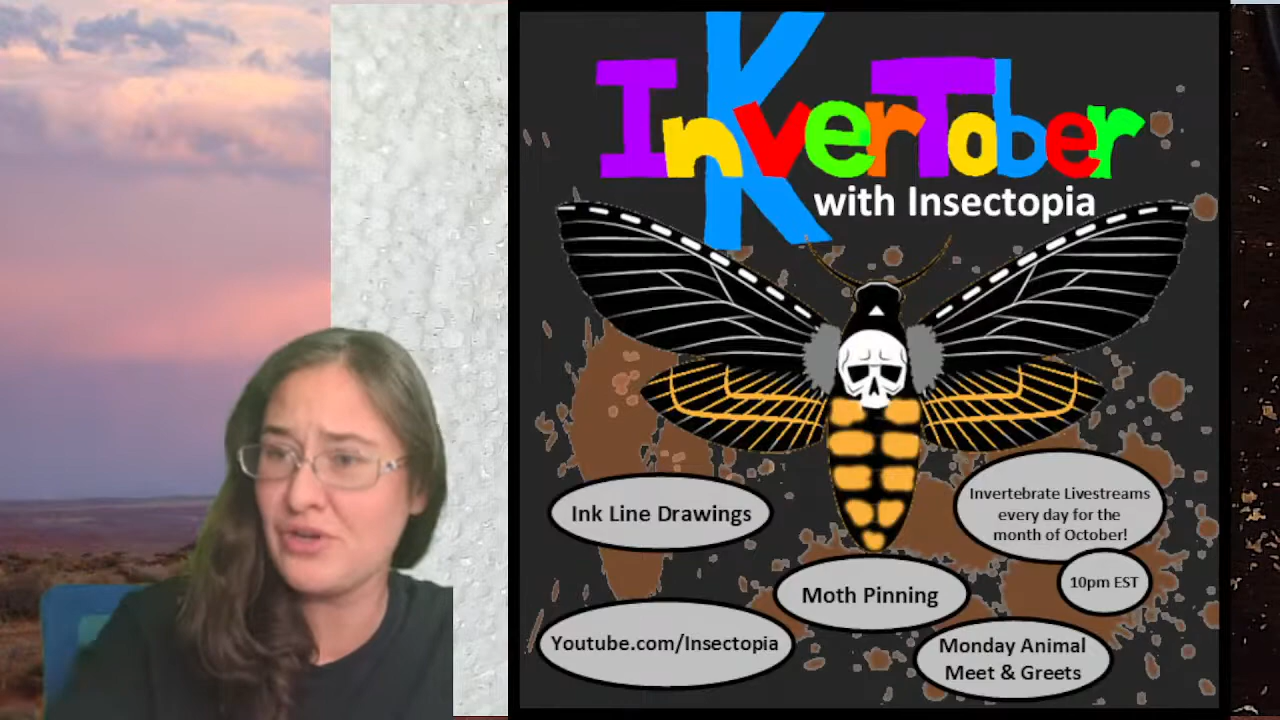 InKverTober
with Insectopia
Ink Line Drawings
Invertebrate Livestreams
every day for the
month of October!
10pm EST
Moth Pinning
Youtube.com/Insectopia
Monday Animal
Meet & Greets